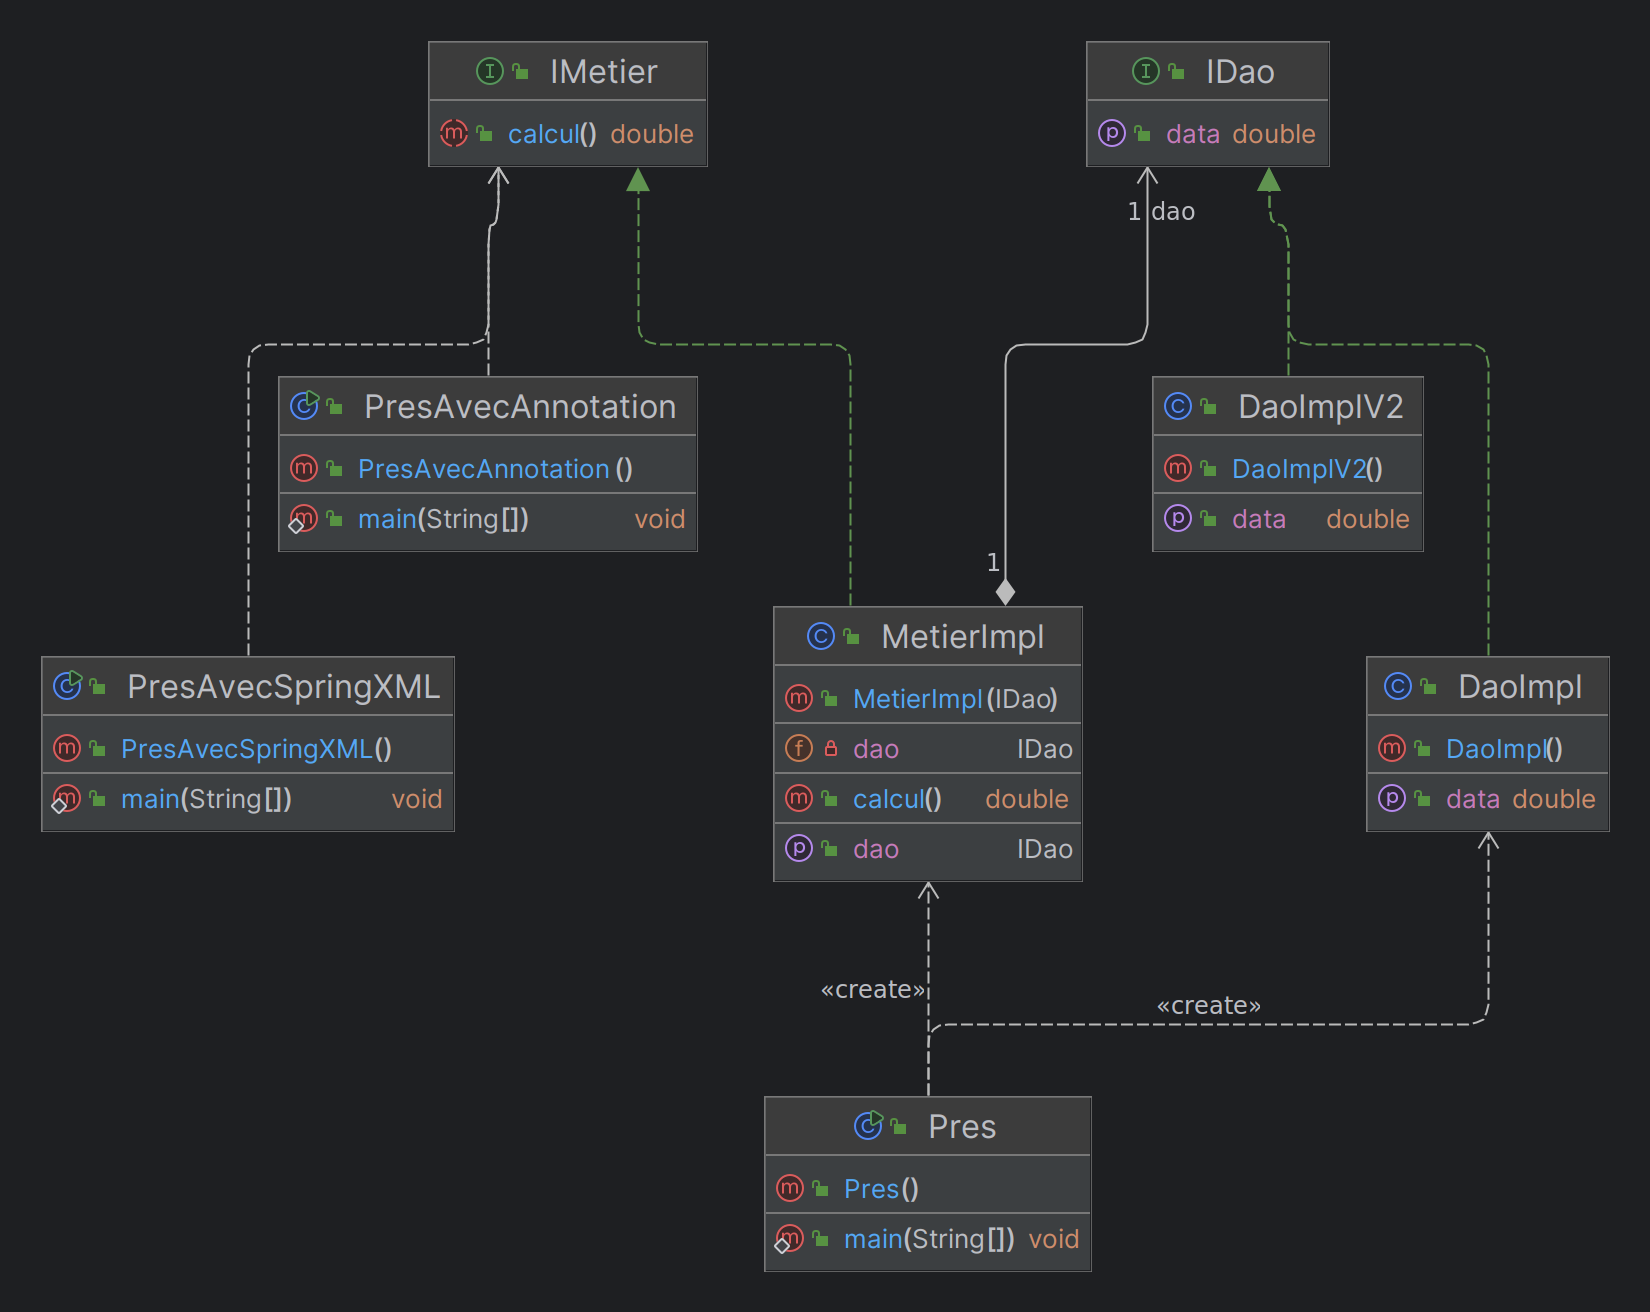 IMetier
calcul() double
IDao
data double
1 dao
PresAvecAnnotation
PresAvecAnnotation()
main(String[]) void
DaoImplV2
DaoImplV2()
data double
1
MetierImpl
MetierImpl(IDao)
dao IDao
calcul() double
dao IDao
PresAvecSpringXML
PresAvecSpringXML()
main(String[]) void
DaoImpl
DaoImpl()
data double
«create»
«create»
Pres
Pres()
main(String[]) void